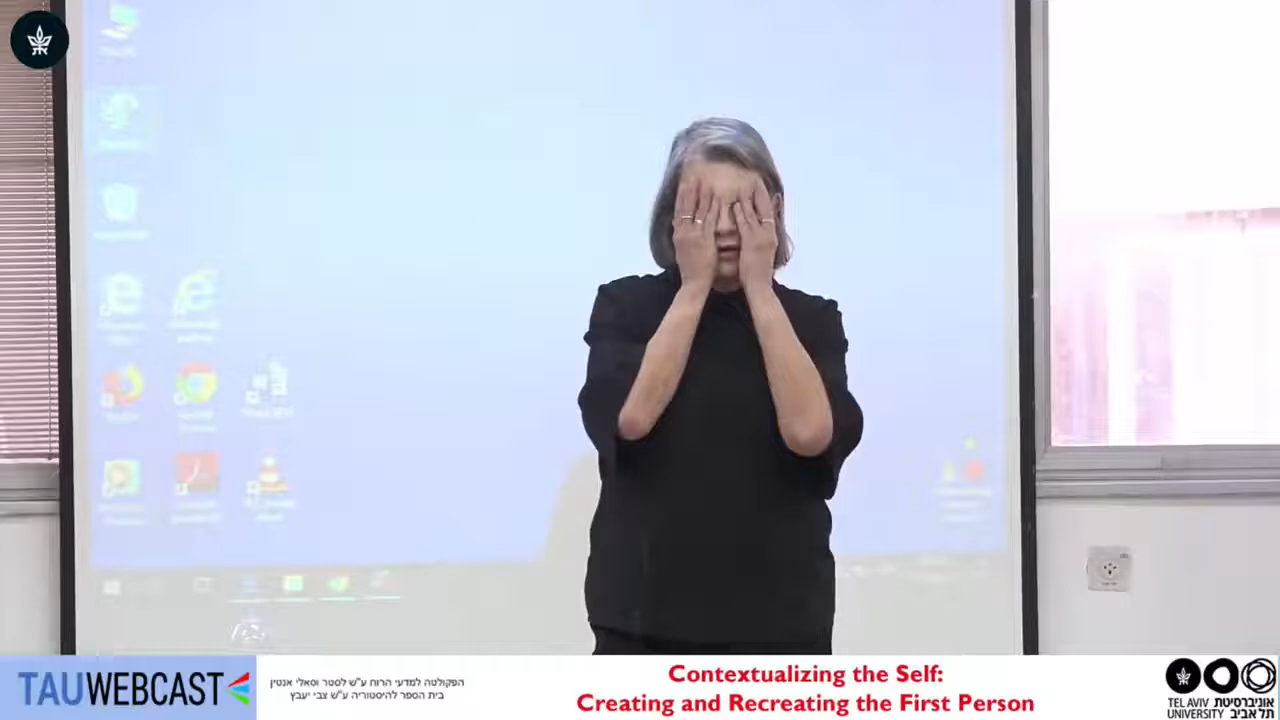 TAUWEBCAST
הפקולטה למדעי הרוח ע"ש לסטר וסאלי אנטין
בית הספר להיסטוריה ע"ש צבי יעבץ
Contextualizing the Self:
Creating and Recreating the First Person
TEL AVIV אוניברסיטת
UNIVERSITY תל אביב